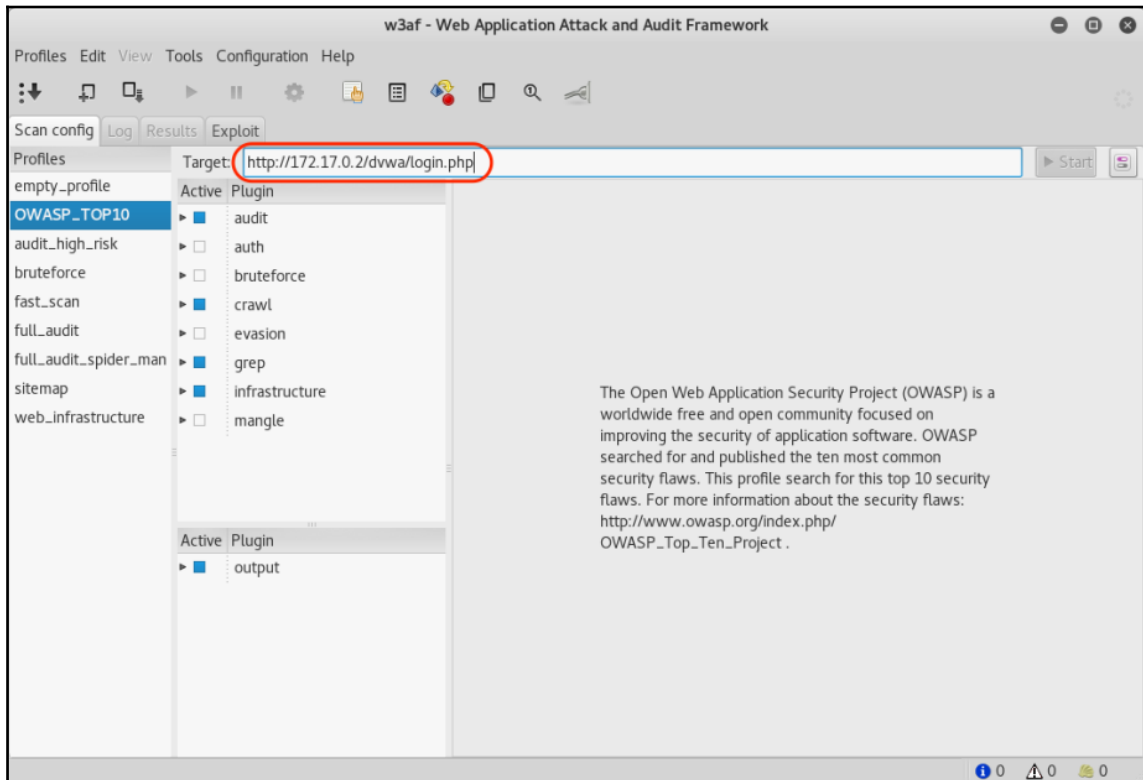 w3af - Web Application Attack and Audit Framework
Profiles Edit View Tools Configuration Help
Scan config Log Results Exploit
Profiles
empty_profile
OWASP_TOP10
audit_high_risk
bruteforce
fast_scan
full_audit
full_audit_spider_man
sitemap
web_infrastructure
Target: http://172.17.0.2/dvwa/login.php Start
Active Plugin
audit
auth
bruteforce
crawl
evasion
grep
infrastructure
mangle
Active Plugin
output
The Open Web Application Security Project (OWASP) is a
worldwide free and open community focused on
improving the security of application software. OWASP
searched for and published the ten most common
security flaws. This profile search for this top 10 security
flaws. For more information about the security flaws:
http://www.owasp.org/index.php/
OWASP_Top_Ten_Project .
0 0 0